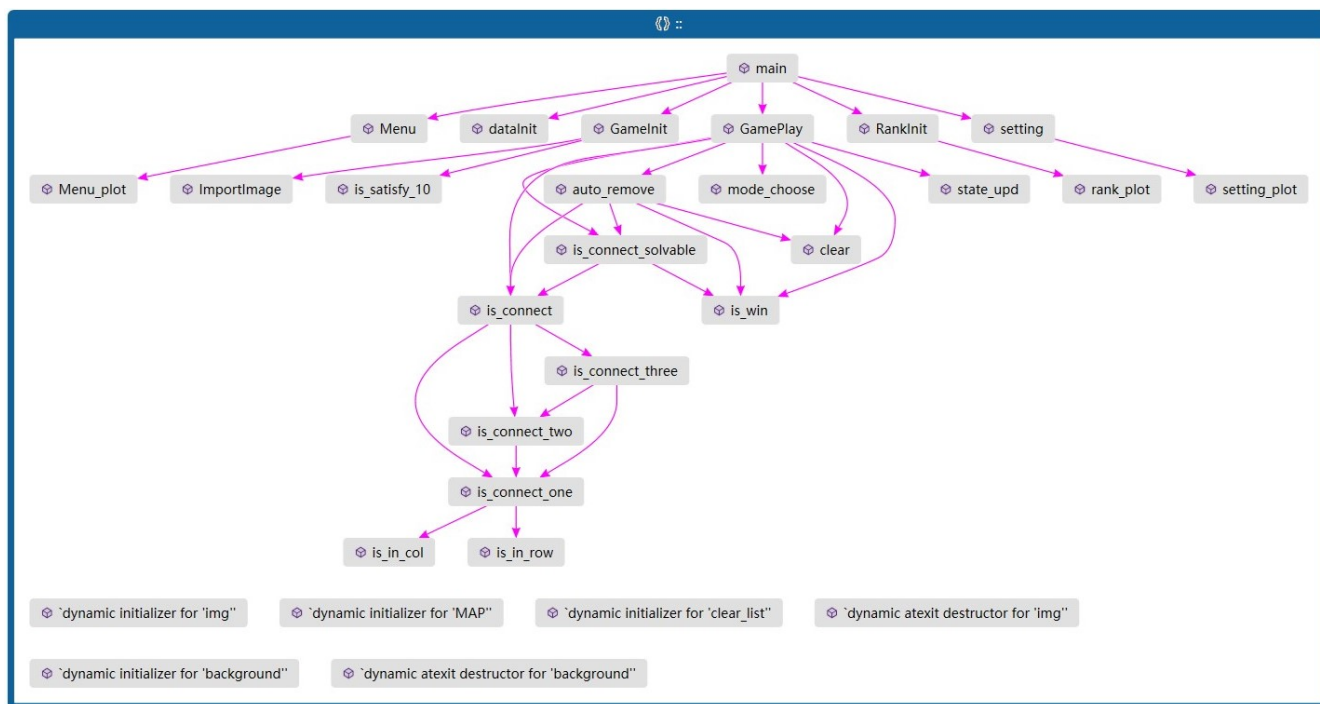 {} ::
main
Menu
dataInit
GameInit
GamePlay
RankInit
setting
Menu_plot
ImportImage
is_satisfy_10
auto_remove
mode_choose
state_upd
rank_plot
setting_plot
is_connect_solvable
clear
is_connect
is_win
is_connect_three
is_connect_two
is_connect_one
is_in_col
is_in_row
`dynamic initializer for 'img''
`dynamic initializer for 'MAP''
`dynamic initializer for 'clear_list''
`dynamic atexit destructor for 'img''
`dynamic initializer for 'background''
`dynamic atexit destructor for 'background''